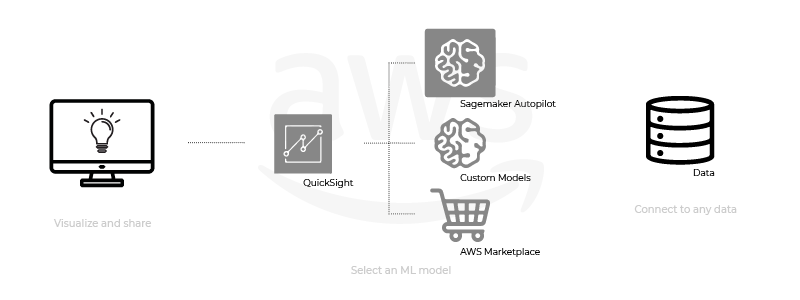 aws
Sagemaker Autopilot
QuickSight
Custom Models
AWS Marketplace
Data
Visualize and share
Select an ML model
Connect to any data